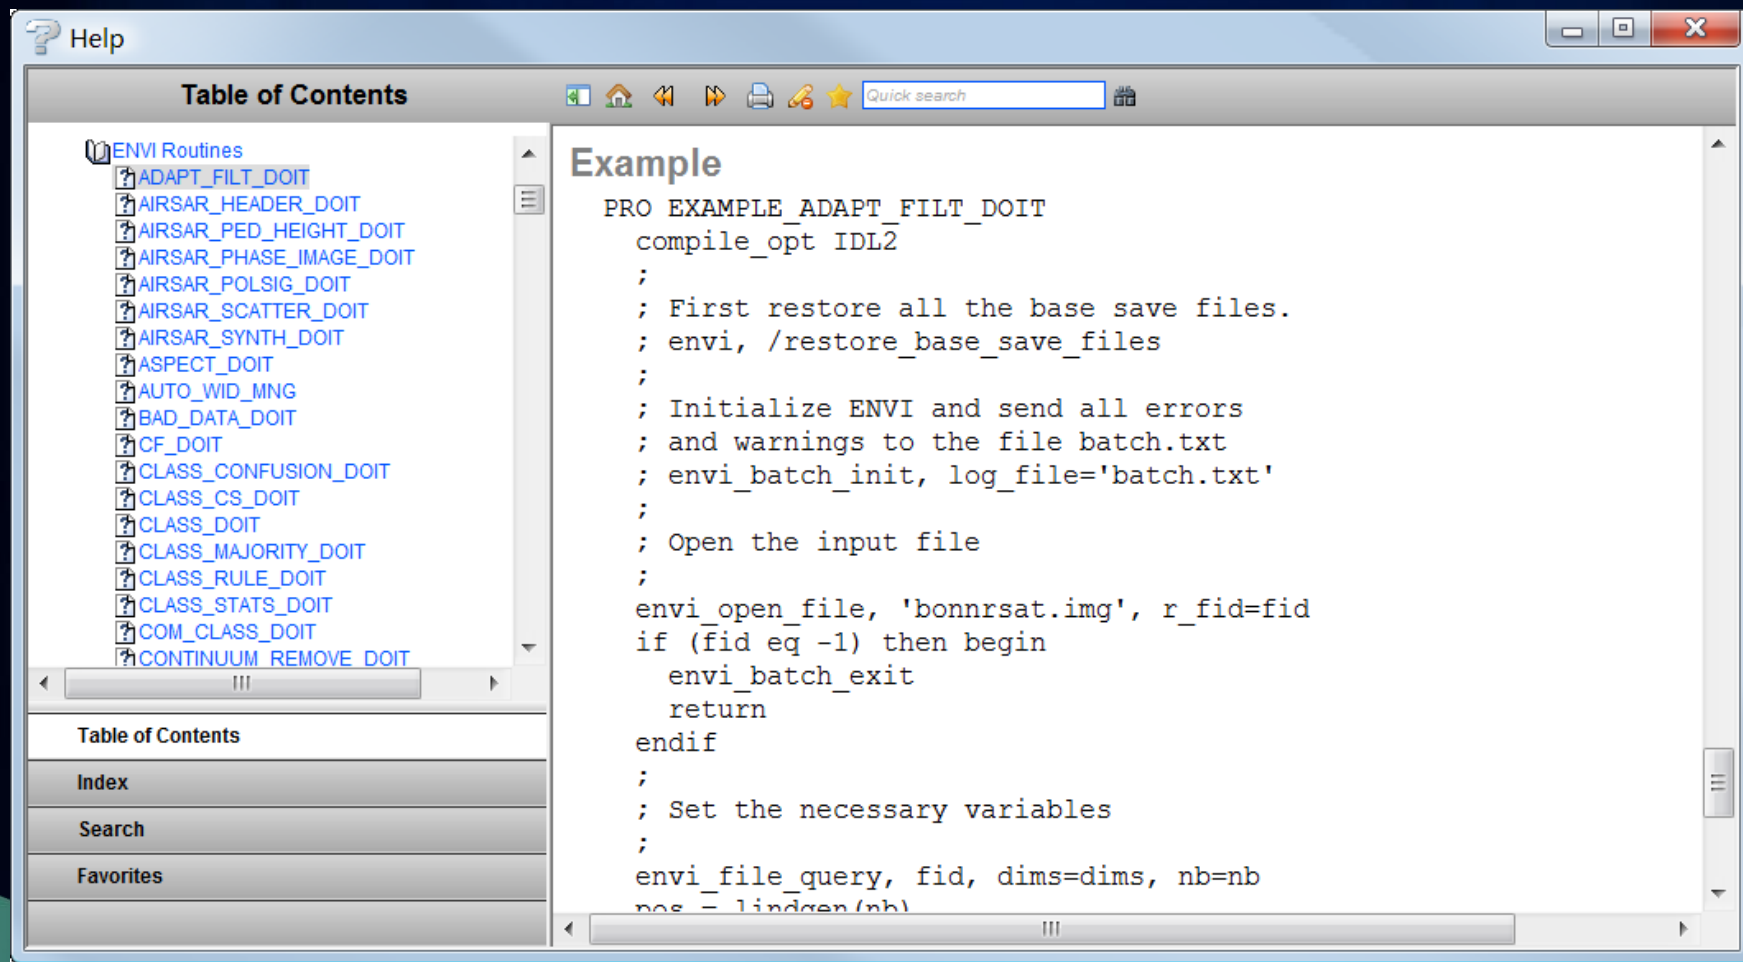 Help
Table of Contents
Quick search
ENVI Routines
ADAPT_FILT_DOIT
AIRSAR_HEADER_DOIT
AIRSAR_PED_HEIGHT_DOIT
AIRSAR_PHASE_IMAGE_DOIT
AIRSAR_POLSIG_DOIT
AIRSAR_SCATTER_DOIT
AIRSAR_SYNTH_DOIT
ASPECT_DOIT
AUTO_WID_MNG
BAD_DATA_DOIT
CF_DOIT
CLASS_CONFUSION_DOIT
CLASS_CS_DOIT
CLASS_DOIT
CLASS_MAJORITY_DOIT
CLASS_RULE_DOIT
CLASS_STATS_DOIT
COM_CLASS_DOIT
CONTINUUM_REMOVE_DOIT
Table of Contents
Index
Search
Favorites
Example
PRO EXAMPLE_ADAPT_FILT_DOIT
compile_opt IDL2
;
; First restore all the base save files.
; envi, /restore_base_save_files
;
; Initialize ENVI and send all errors
; and warnings to the file batch.txt
; envi_batch_init, log_file='batch.txt'
;
; Open the input file
;
envi_open_file, 'bonnrsat.img', r_fid=fid
if (fid eq -1) then begin
envi_batch_exit
return
endif
;
; Set the necessary variables
;
envi_file_query, fid, dims=dims, nb=nb
pos = lindgen(nb)